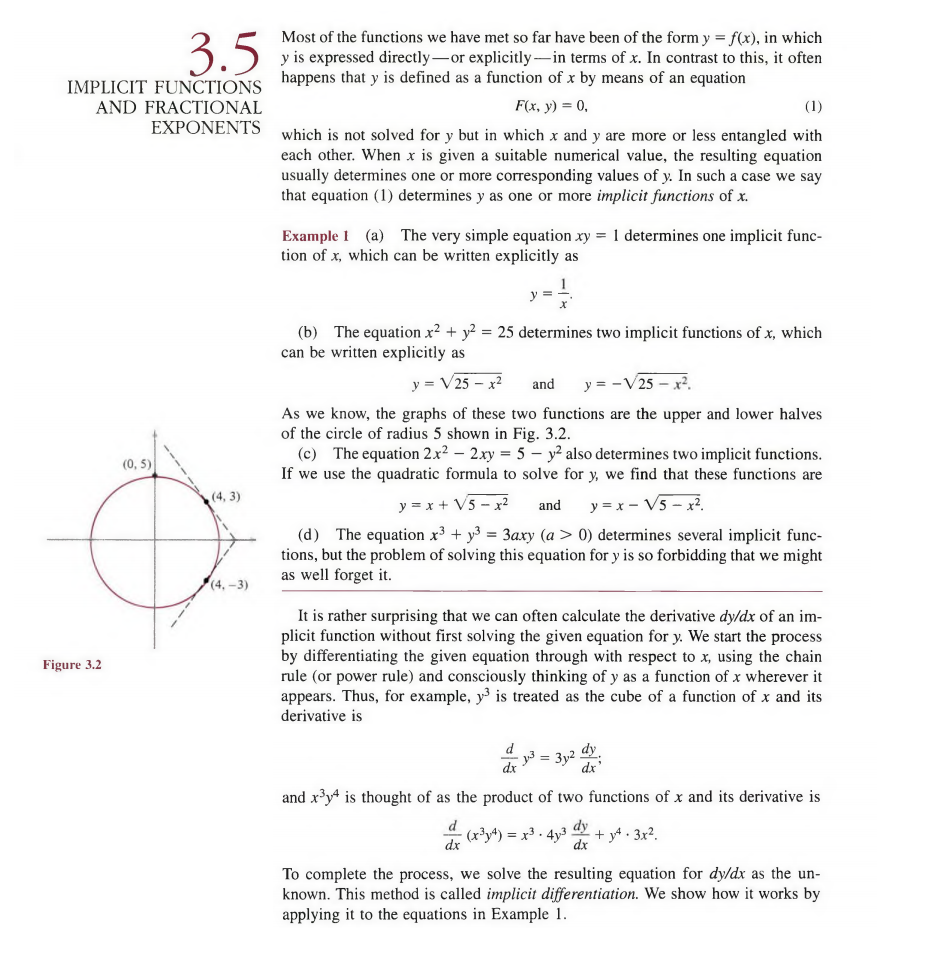 3.5
IMPLICIT FUNCTIONS
AND FRACTIONAL
EXPONENTS
Most of the functions we have met so far have been of the form y = f(x), in which
y is expressed directly—or explicitly—in terms of x. In contrast to this, it often
happens that y is defined as a function of x by means of an equation
F(x, y) = 0, (1)
which is not solved for y but in which x and y are more or less entangled with
each other. When x is given a suitable numerical value, the resulting equation
usually determines one or more corresponding values of y. In such a case we say
that equation (1) determines y as one or more implicit functions of x.
Example 1 (a) The very simple equation xy = 1 determines one implicit func-
tion of x, which can be written explicitly as
y = 1/x.
(b) The equation x² + y² = 25 determines two implicit functions of x, which
can be written explicitly as
y = √(25 − x²) and y = −√(25 − x²).
As we know, the graphs of these two functions are the upper and lower halves
of the circle of radius 5 shown in Fig. 3.2.
(c) The equation 2x² − 2xy = 5 − y² also determines two implicit functions.
If we use the quadratic formula to solve for y, we find that these functions are
y = x + √(5 − x²) and y = x − √(5 − x²).
(d) The equation x³ + y³ = 3axy (a > 0) determines several implicit func-
tions, but the problem of solving this equation for y is so forbidding that we might
as well forget it.
(0, 5)
(4, 3)
(4, −3)
Figure 3.2
It is rather surprising that we can often calculate the derivative dy/dx of an im-
plicit function without first solving the given equation for y. We start the process
by differentiating the given equation through with respect to x, using the chain
rule (or power rule) and consciously thinking of y as a function of x wherever it
appears. Thus, for example, y³ is treated as the cube of a function of x and its
derivative is
d/dx y³ = 3y² dy/dx;
and x³y⁴ is thought of as the product of two functions of x and its derivative is
d/dx (x³y⁴) = x³ · 4y³ dy/dx + y⁴ · 3x².
To complete the process, we solve the resulting equation for dy/dx as the un-
known. This method is called implicit differentiation. We show how it works by
applying it to the equations in Example 1.